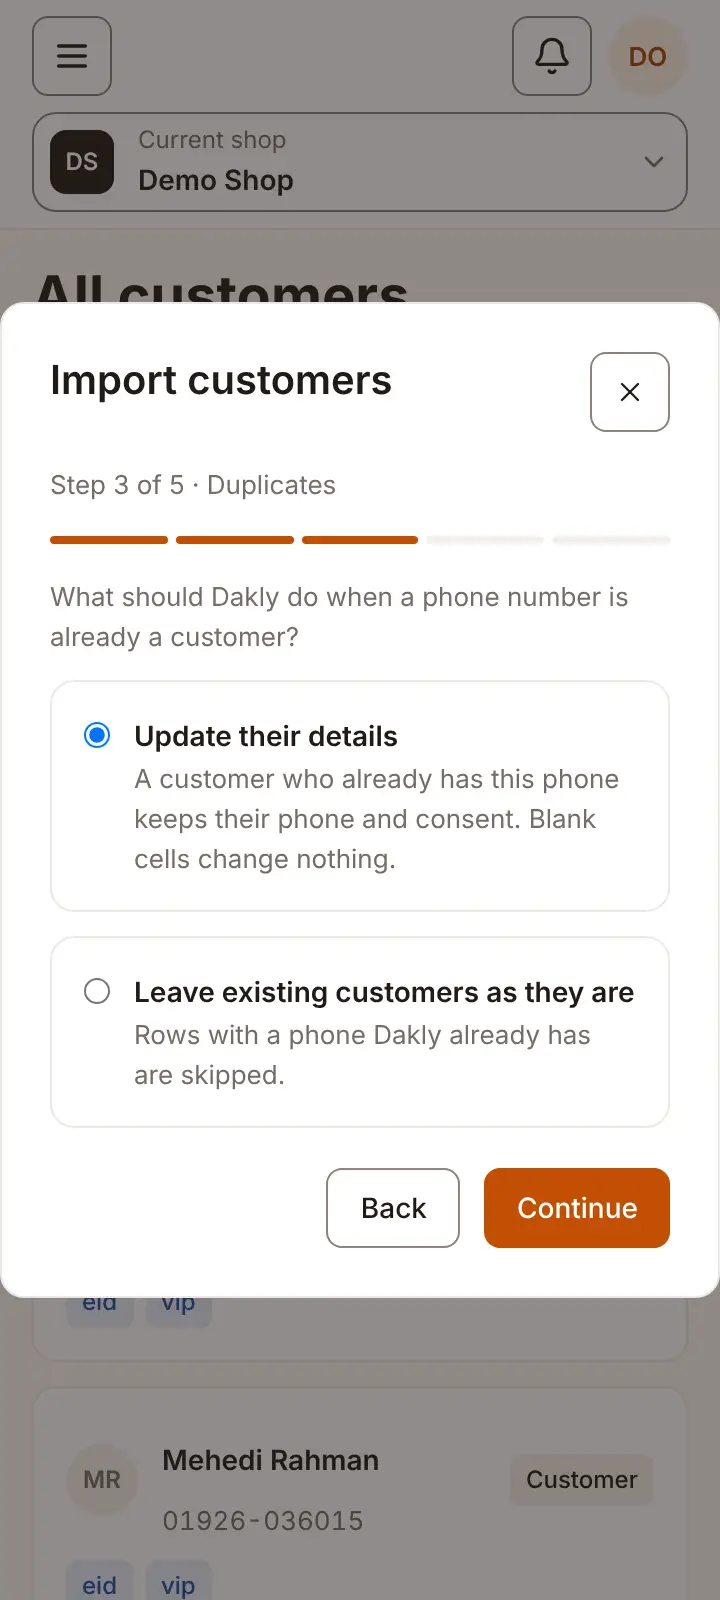 DO
DS
Current shop
Demo Shop
All customers
Import customers
Step 3 of 5 · Duplicates
What should Dakly do when a phone number is
already a customer?
Update their details
A customer who already has this phone
keeps their phone and consent. Blank
cells change nothing.
Leave existing customers as they are
Rows with a phone Dakly already has
are skipped.
Back
Continue
eid
vip
MR
Mehedi Rahman
01926-036015
Customer
eid
vip